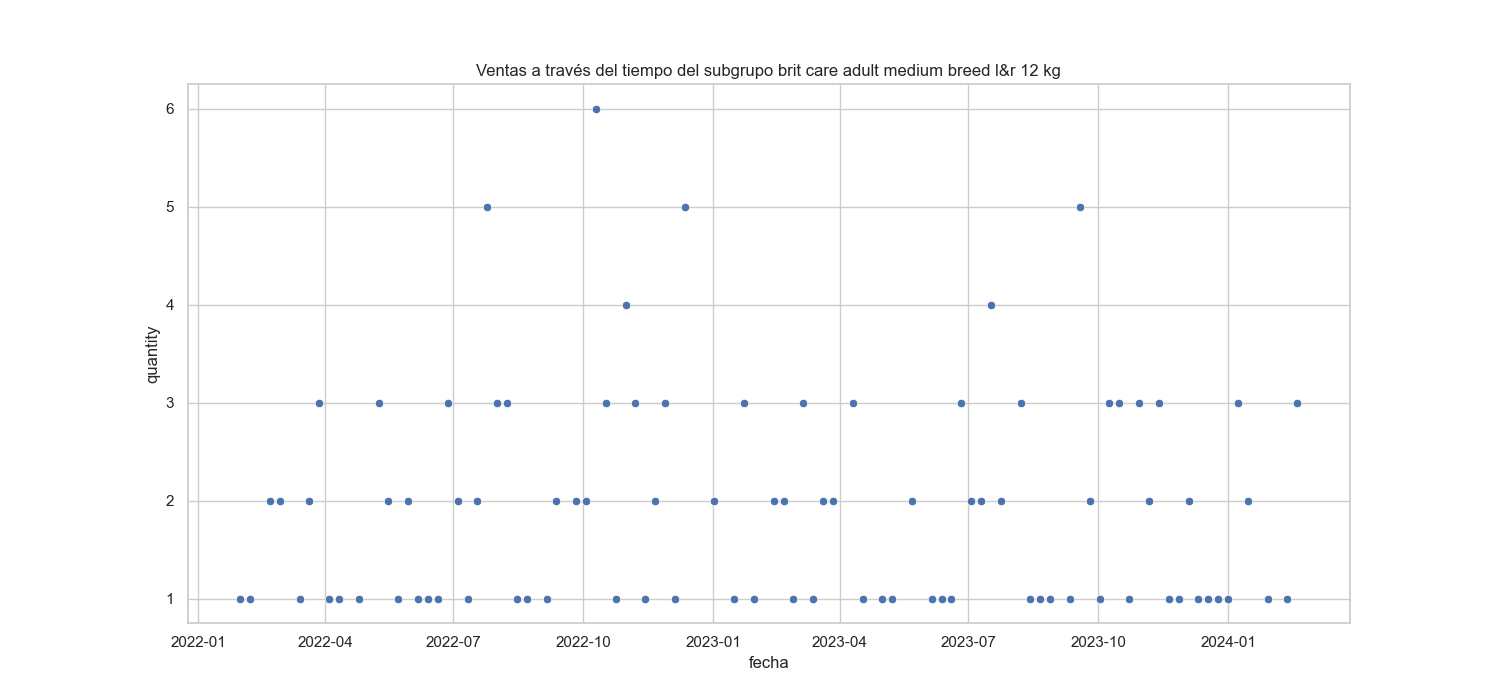 Ventas a través del tiempo del subgrupo brit care adult medium breed l&r 12 kg
6
5
4
3
2
1
quantity
2022-01 2022-04 2022-07 2022-10 2023-01 2023-04 2023-07 2023-10 2024-01
fecha